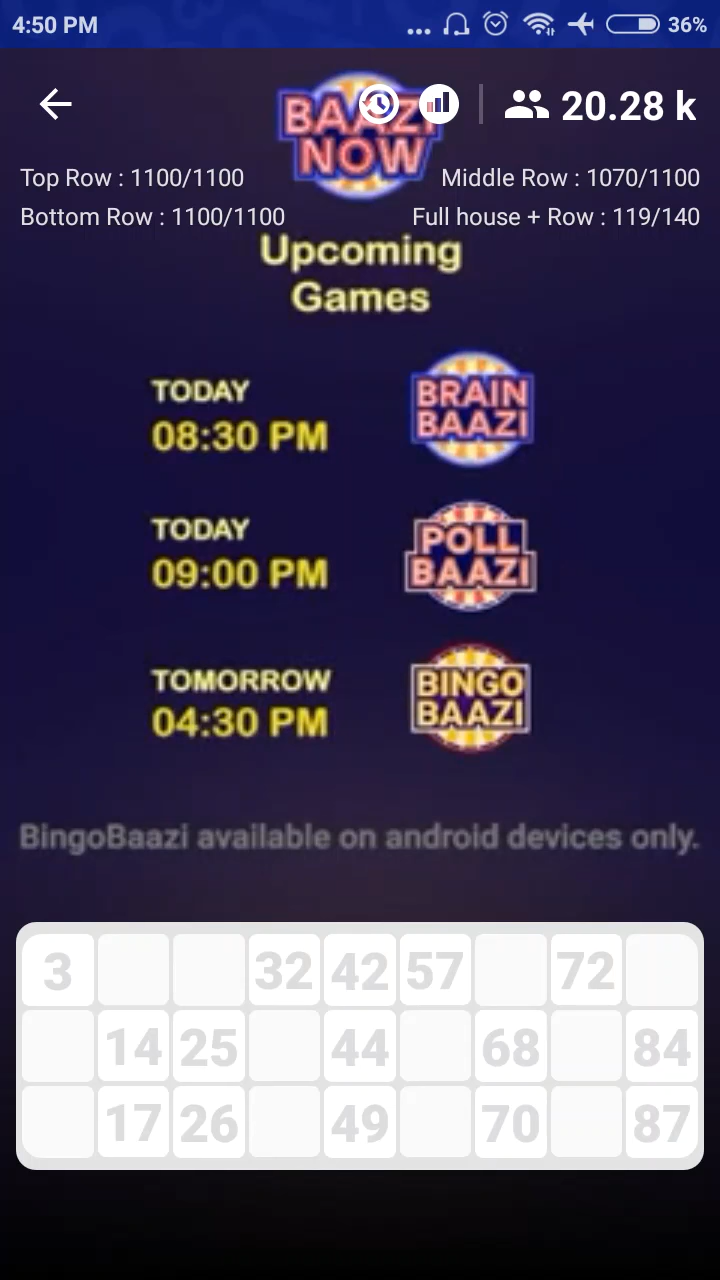 4:50 PM
36%
BAAZI
NOW
20.28 k
Top Row : 1100/1100
Middle Row : 1070/1100
Bottom Row : 1100/1100
Full house + Row : 119/140
Upcoming
Games
TODAY
08:30 PM
BRAIN
BAAZI
TODAY
09:00 PM
POLL
BAAZI
TOMORROW
04:30 PM
BINGO
BAAZI
BingoBaazi available on android devices only.
3 32 42 57 72
14 25 44 68 84
17 26 49 70 87